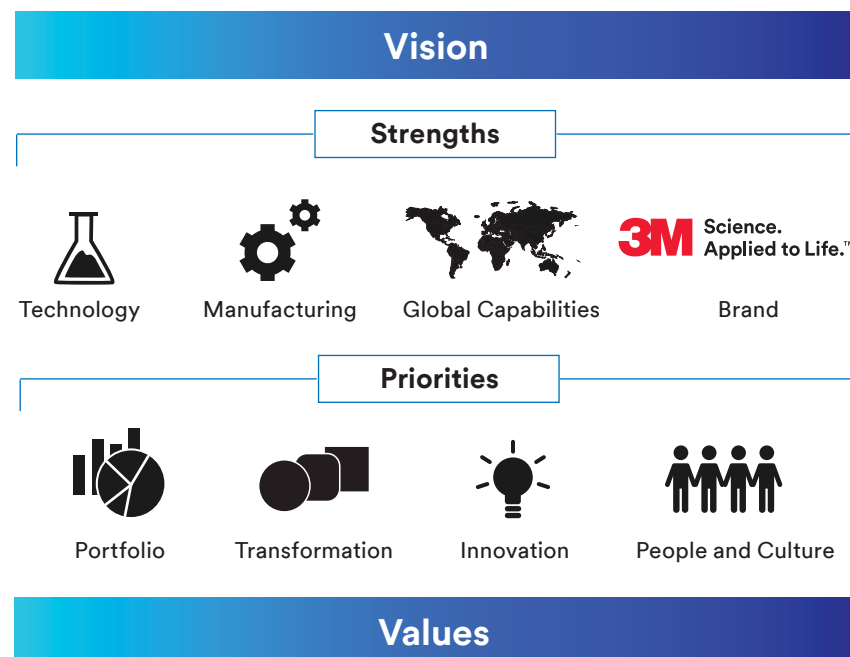 Vision
Strengths
3M Science.
Applied to Life.™
Technology Manufacturing Global Capabilities Brand
Priorities
Portfolio Transformation Innovation People and Culture
Values